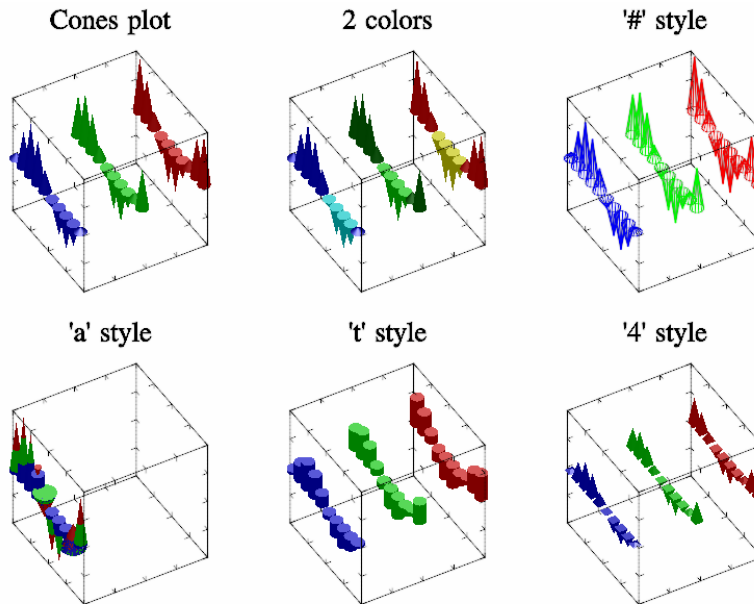 Cones plot
2 colors
'#' style
'a' style
't' style
'4' style